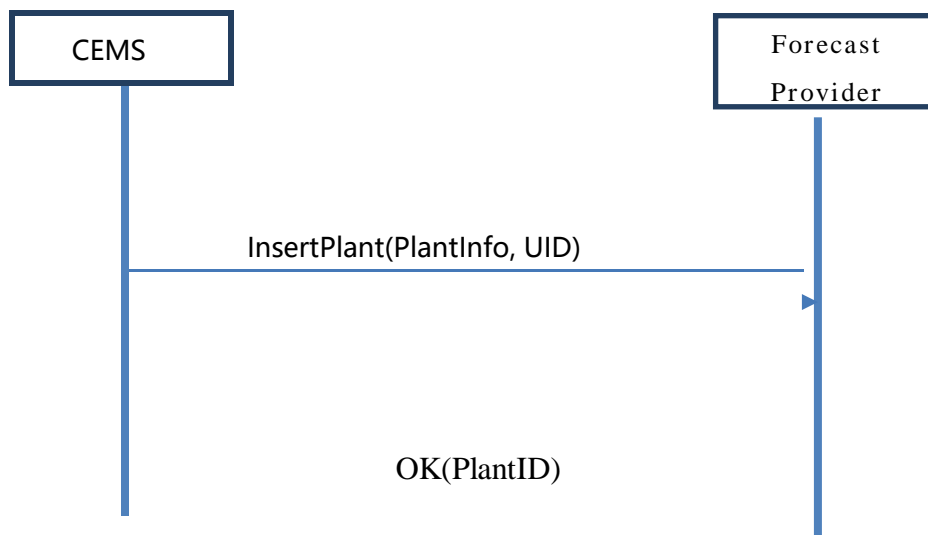 CEMS
Forecast
Provider
InsertPlant(PlantInfo, UID)
OK(PlantID)